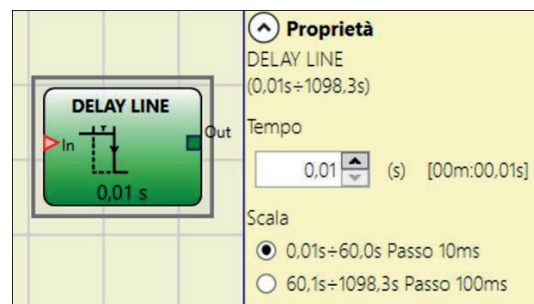 DELAY LINE
In
Out
0,01 s
Proprietà
DELAY LINE
(0,01s÷1098,3s)
Tempo
0,01 (s) [00m:00,01s]
Scala
0,01s÷60,0s Passo 10ms
60,1s÷1098,3s Passo 100ms